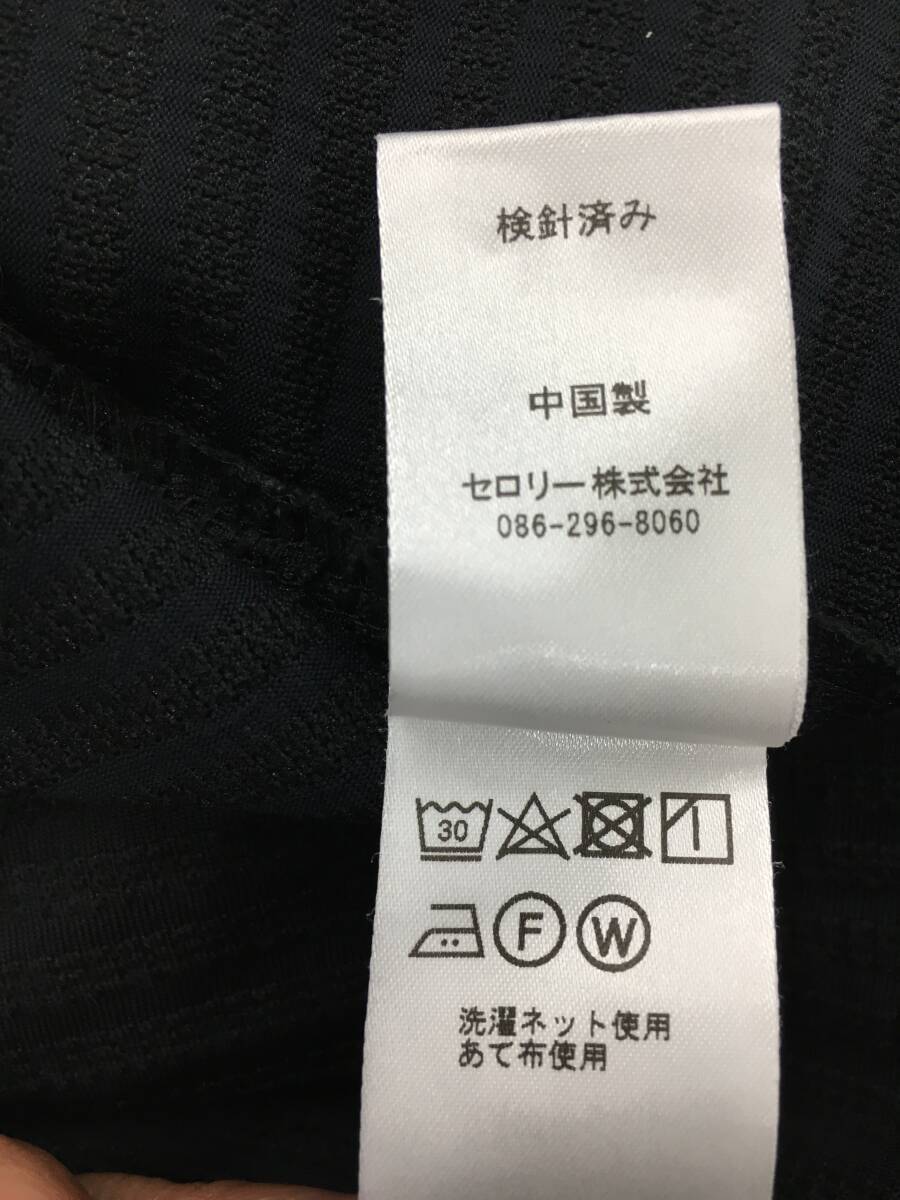 検針済み
中国製
セロリー株式会社
086-296-8060
30
F W
洗濯ネット使用
あて布使用